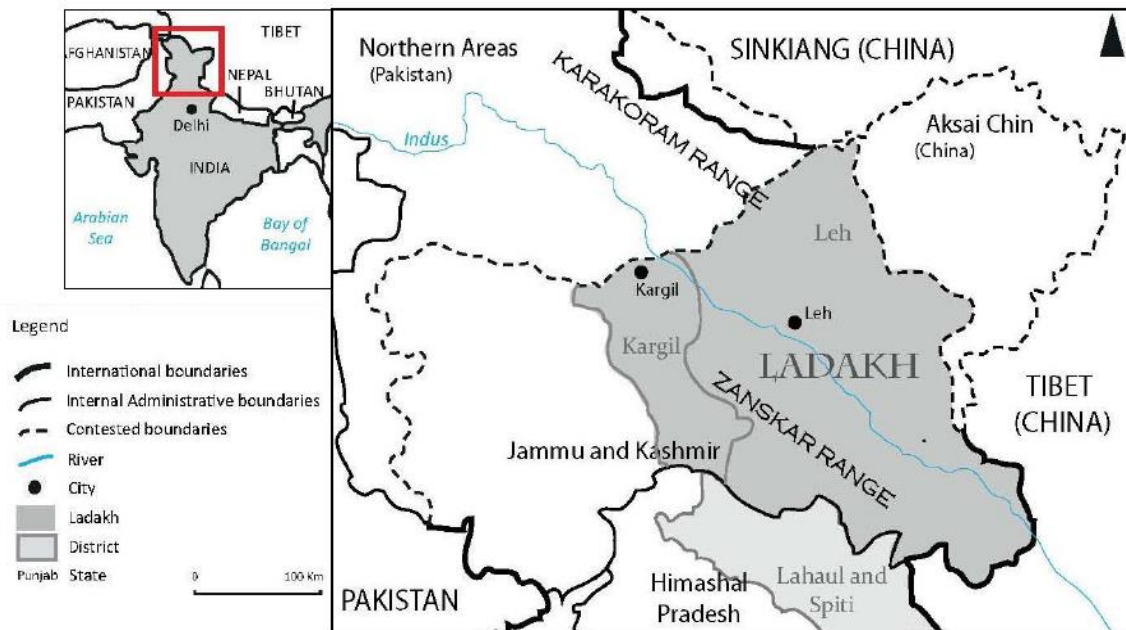 AFGHANISTAN
TIBET
NEPAL
BHUTAN
PAKISTAN
Delhi
INDIA
Arabian
Sea
Bay of
Bangal
Legend
International boundaries
Internal Administrative boundaries
Contested boundaries
River
City
Ladakh
District
Punjab State
0 100 Km
Northern Areas
(Pakistan)
SINKIANG (CHINA)
KARAKORAM RANGE
Indus
Aksai Chin
(China)
Leh
Kargil
Leh
Kargil
LADAKH
ZANSKAR RANGE
TIBET
(CHINA)
Jammu and Kashmir
PAKISTAN
Himashal
Pradesh
Lahaul and
Spiti